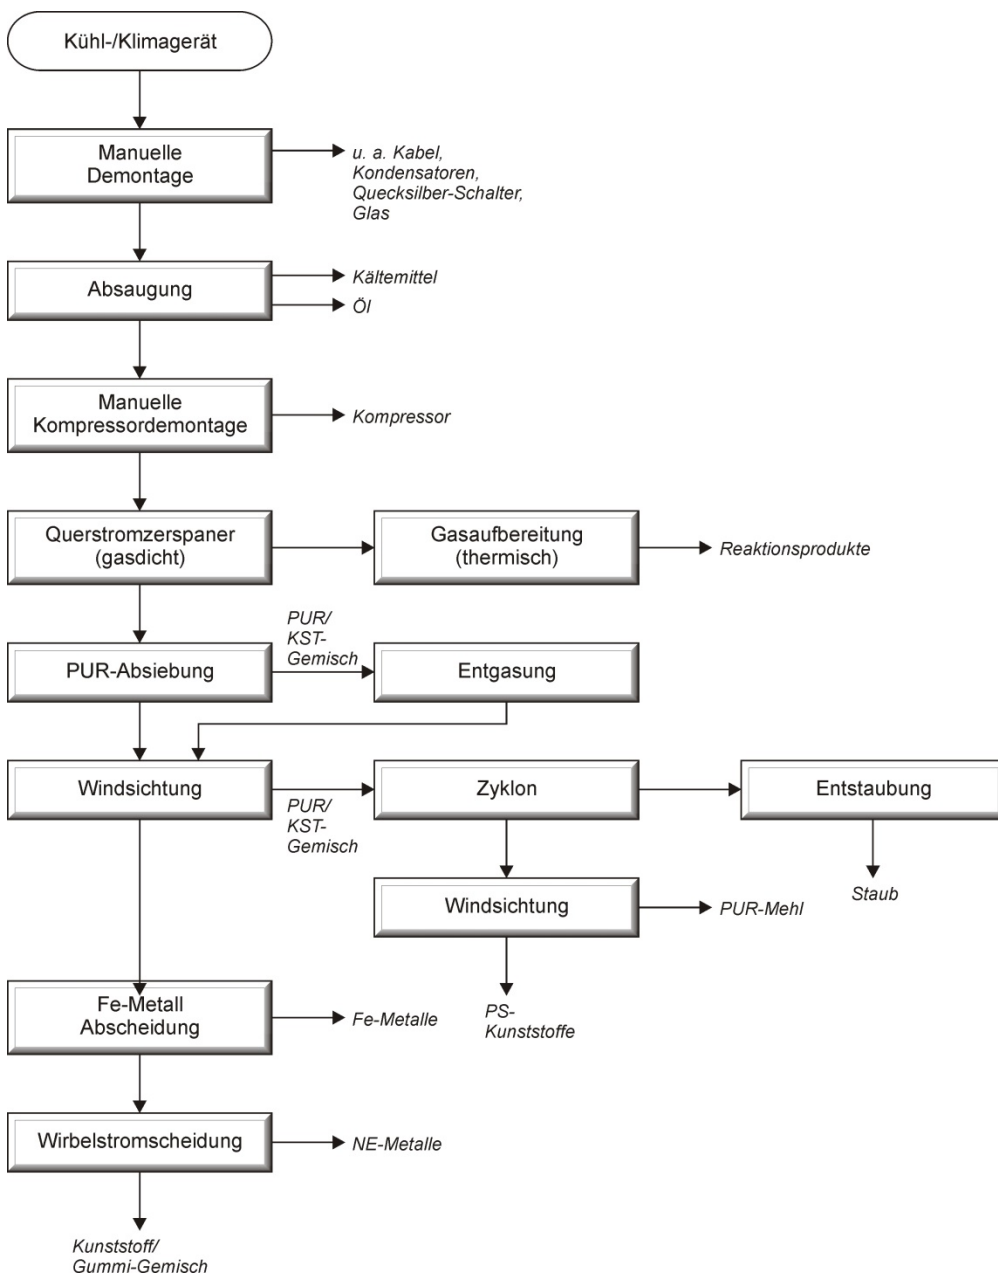 Kühl-/Klimagerät
Manuelle
Demontage
u. a. Kabel,
Kondensatoren,
Quecksilber-Schalter,
Glas
Absaugung
Kältemittel
Öl
Manuelle
Kompressordemontage
Kompressor
Querstromzerspaner
(gasdicht)
Gasaufbereitung
(thermisch)
Reaktionsprodukte
PUR-Absiebung
PUR/
KST-
Gemisch
Entgasung
Windsichtung
PUR/
KST-
Gemisch
Zyklon
Entstaubung
Staub
Windsichtung
PUR-Mehl
PS-
Kunststoffe
Fe-Metall
Abscheidung
Fe-Metalle
Wirbelstromscheidung
NE-Metalle
Kunststoff/
Gummi-Gemisch